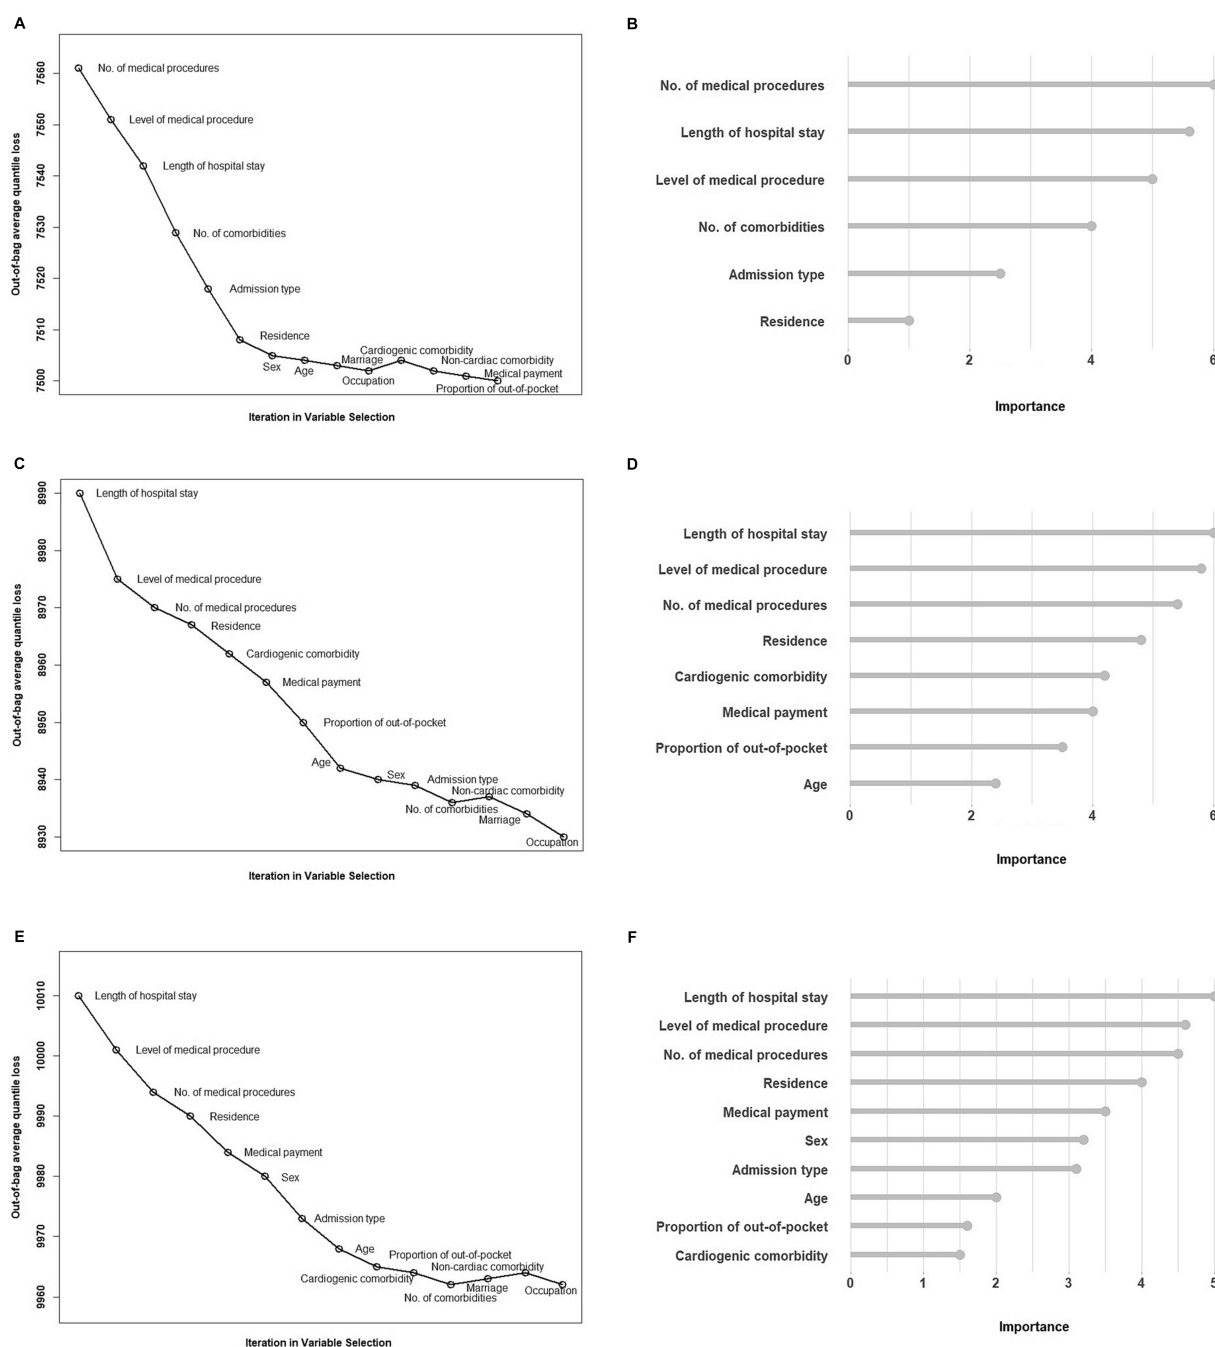 A
Out-of-bag average quantile loss
7560
7550
7540
7530
7520
7510
7500
No. of medical procedures
Level of medical procedure
Length of hospital stay
No. of comorbidities
Admission type
Residence
Sex
Age
Marriage
Occupation
Cardiogenic comorbidity
Non-cardiac comorbidity
Medical payment
Proportion of out-of-pocket
Iteration in Variable Selection
B
No. of medical procedures
Length of hospital stay
Level of medical procedure
No. of comorbidities
Admission type
Residence
0 2 4 6
Importance
C
Out-of-bag average quantile loss
8990
8980
8970
8960
8950
8940
8930
Length of hospital stay
Level of medical procedure
No. of medical procedures
Residence
Cardiogenic comorbidity
Medical payment
Proportion of out-of-pocket
Age
Sex
Admission type
No. of comorbidities
Non-cardiac comorbidity
Marriage
Occupation
Iteration in Variable Selection
D
Length of hospital stay
Level of medical procedure
No. of medical procedures
Residence
Cardiogenic comorbidity
Medical payment
Proportion of out-of-pocket
Age
0 2 4 6
Importance
E
Out-of-bag average quantile loss
10010
10000
9990
9980
9970
9960
Length of hospital stay
Level of medical procedure
No. of medical procedures
Residence
Medical payment
Sex
Admission type
Age
Proportion of out-of-pocket
Cardiogenic comorbidity
No. of comorbidities
Non-cardiac comorbidity
Marriage
Occupation
Iteration in Variable Selection
F
Length of hospital stay
Level of medical procedure
No. of medical procedures
Residence
Medical payment
Sex
Admission type
Age
Proportion of out-of-pocket
Cardiogenic comorbidity
0 1 2 3 4 5
Importance